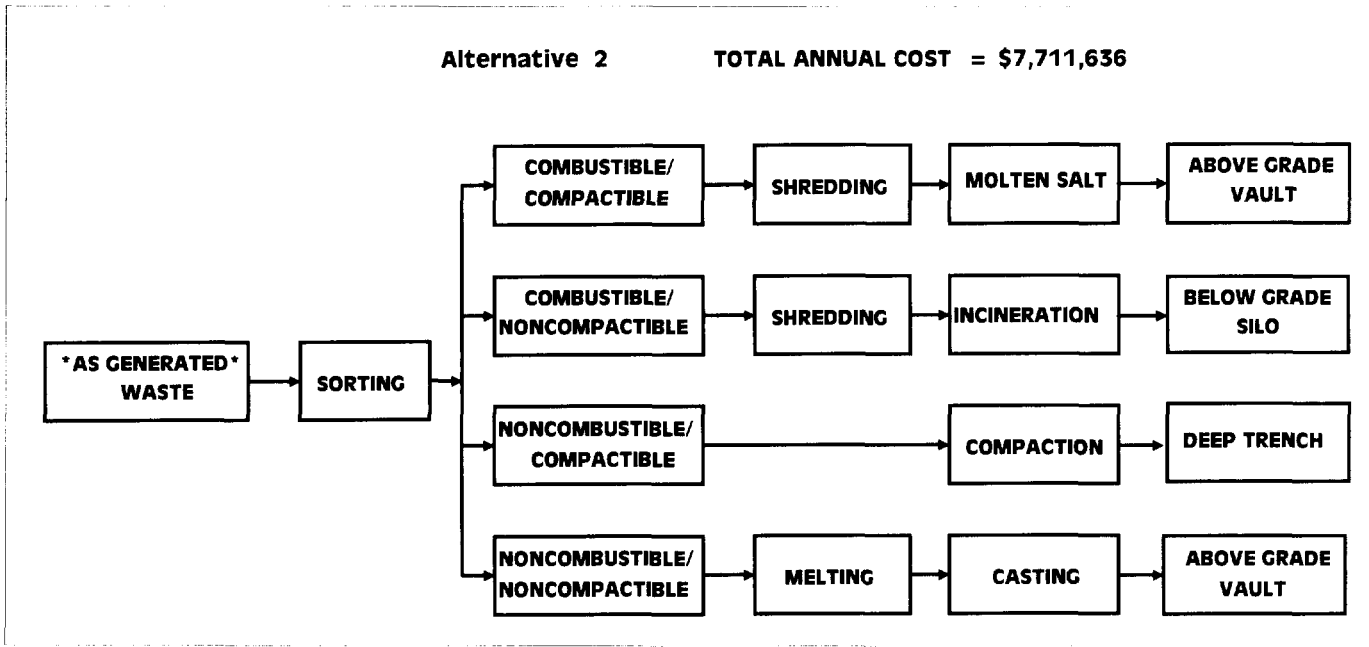 Alternative 2 TOTAL ANNUAL COST = $7,711,636
COMBUSTIBLE/
COMPACTIBLE
SHREDDING
MOLTEN SALT
ABOVE GRADE
VAULT
COMBUSTIBLE/
NONCOMPACTIBLE
SHREDDING
INCINERATION
BELOW GRADE
SILO
*AS GENERATED*
WASTE
SORTING
NONCOMBUSTIBLE/
COMPACTIBLE
COMPACTION
DEEP TRENCH
NONCOMBUSTIBLE/
NONCOMPACTIBLE
MELTING
CASTING
ABOVE GRADE
VAULT